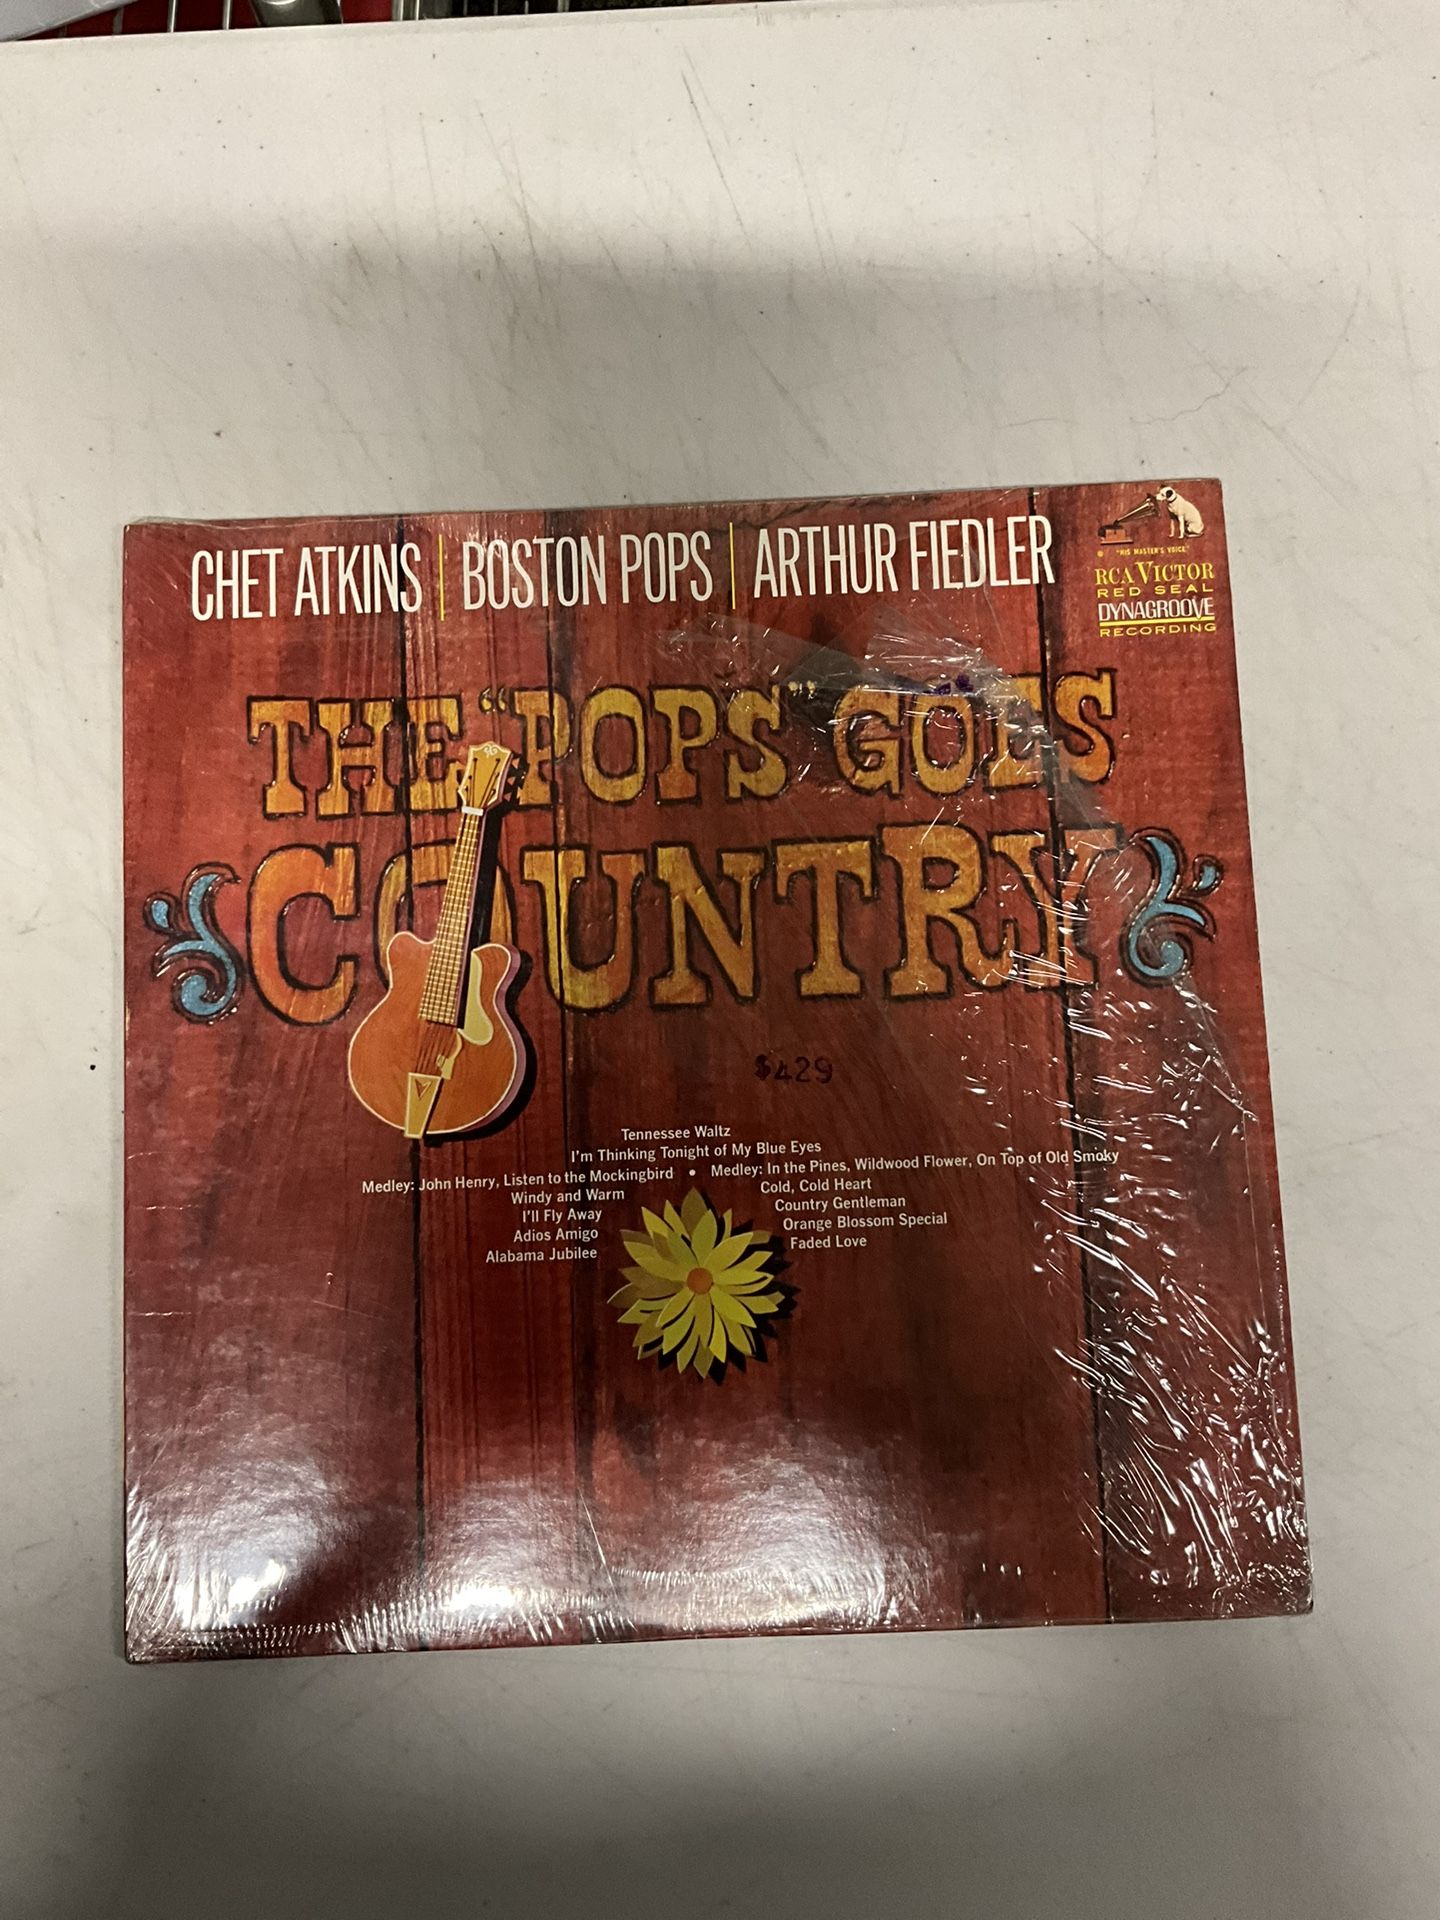 CHET ATKINS | BOSTON POPS | ARTHUR FIEDLER
"HIS MASTER'S VOICE"
RCA VICTOR
RED SEAL
DYNAGROOVE
RECORDING
THE "POPS" GOES
COUNTRY
$429
Tennessee Waltz
I'm Thinking Tonight of My Blue Eyes
Medley: John Henry, Listen to the Mockingbird • Medley: In the Pines, Wildwood Flower, On Top of Old Smoky
Windy and Warm Cold, Cold Heart
I'll Fly Away Country Gentleman
Adios Amigo Orange Blossom Special
Alabama Jubilee Faded Love